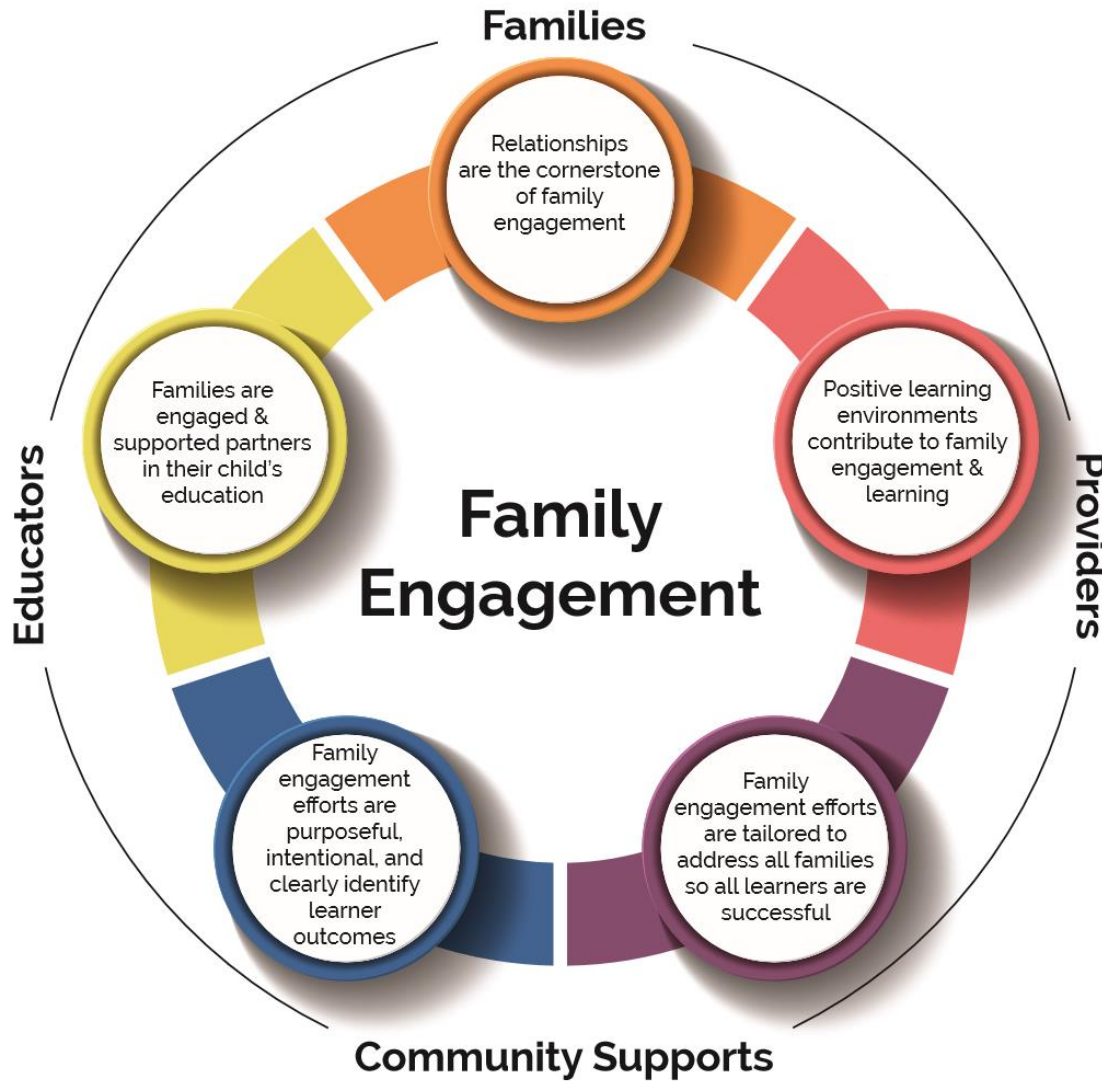 Families
Relationships
are the cornerstone
of family
engagement
Families are
engaged &
supported partners
in their child's
education
Positive learning
environments
contribute to family
engagement &
learning
Educators
Family
Engagement
Providers
Family
engagement
efforts are
purposeful,
intentional, and
clearly identify
learner
outcomes
Family
engagement efforts
are tailored to
address all families
so all learners are
successful
Community Supports